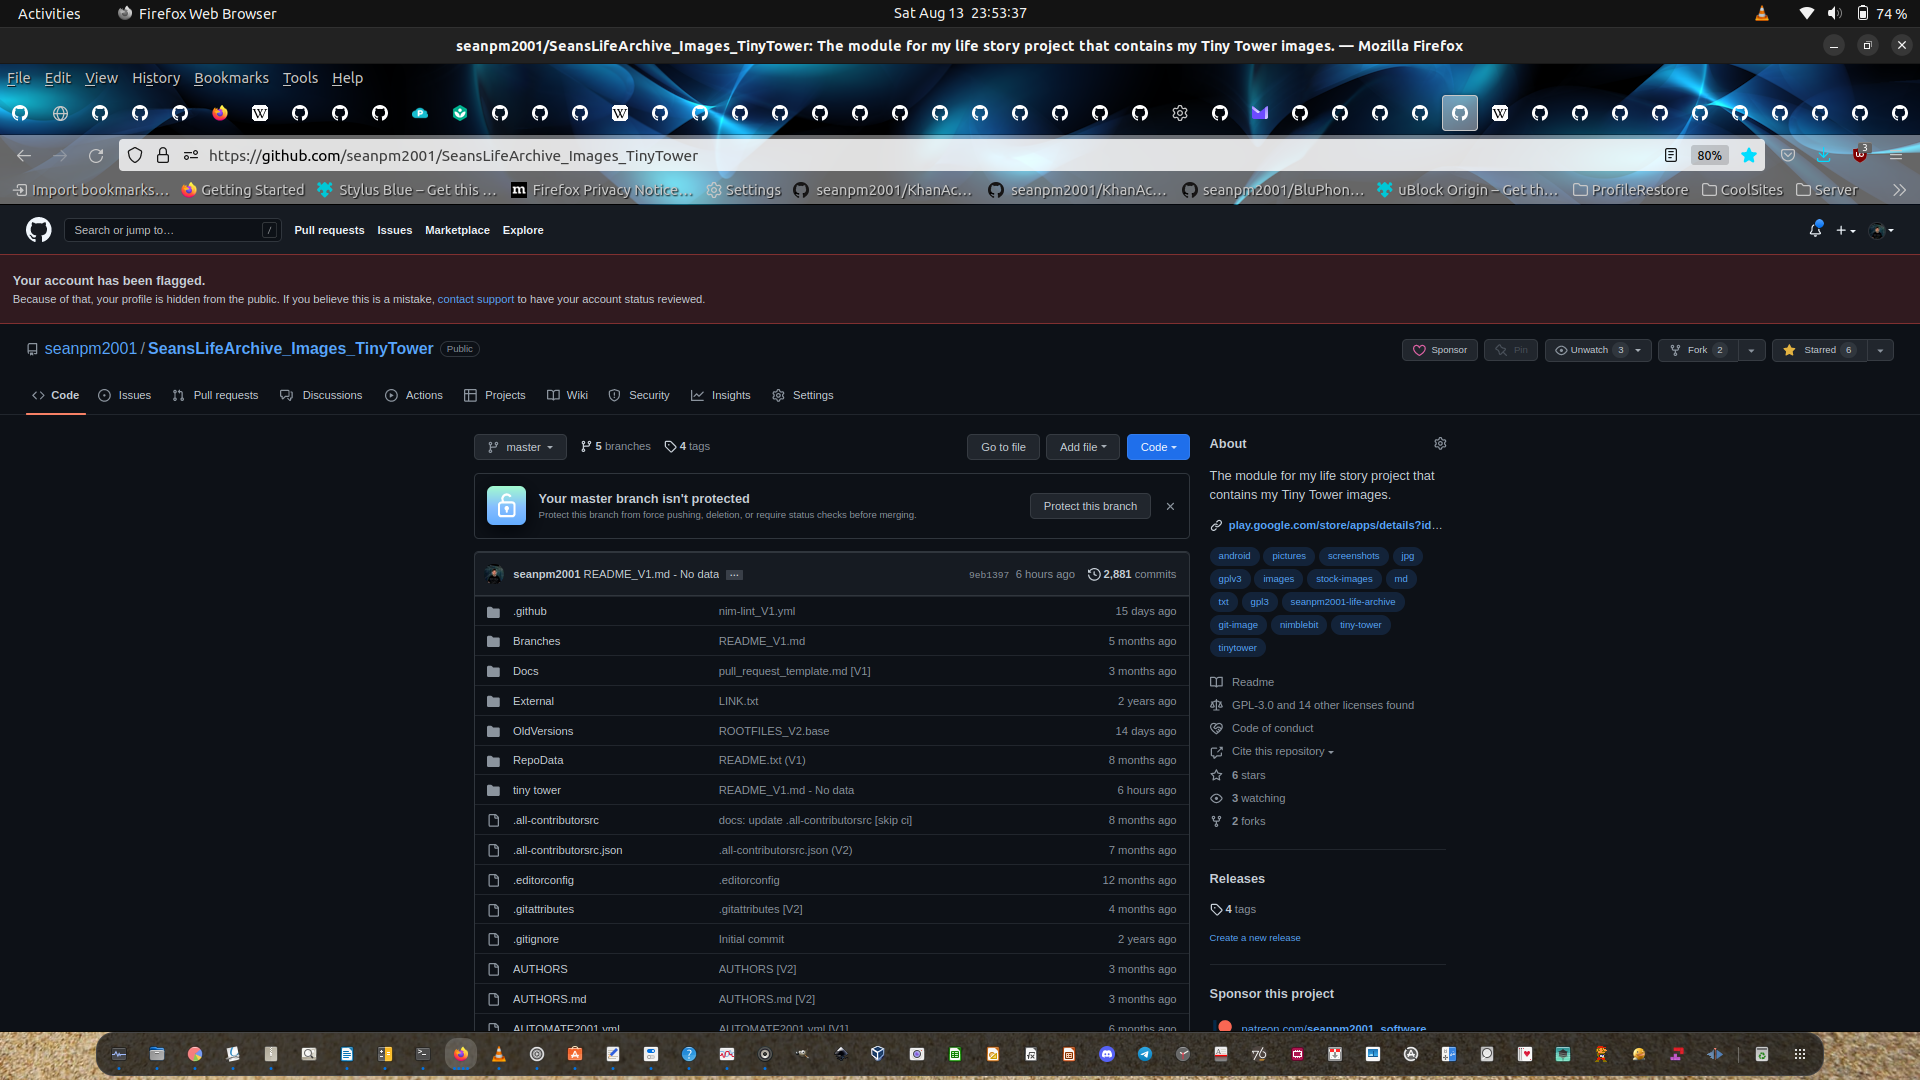 Activities
Firefox Web Browser
Sat Aug 13 23:53:37
74 %
seanpm2001/SeansLifeArchive_Images_TinyTower: The module for my life story project that contains my Tiny Tower images. — Mozilla Firefox
File Edit View History Bookmarks Tools Help
https://github.com/seanpm2001/SeansLifeArchive_Images_TinyTower
80%
3
Import bookmarks…
Getting Started
Stylus Blue – Get this …
Firefox Privacy Notice…
Settings
seanpm2001/KhanAc…
seanpm2001/KhanAc…
seanpm2001/BluPhon…
uBlock Origin – Get th…
ProfileRestore
CoolSites
Server
Search or jump to…
/
Pull requests
Issues
Marketplace
Explore
Your account has been flagged.
Because of that, your profile is hidden from the public. If you believe this is a mistake, contact support to have your account status reviewed.
seanpm2001 / SeansLifeArchive_Images_TinyTower
Public
Sponsor
Pin
Unwatch 3
Fork 2
Starred 6
Code
Issues
Pull requests
Discussions
Actions
Projects
Wiki
Security
Insights
Settings
master
5 branches
4 tags
Go to file
Add file
Code
Your master branch isn't protected
Protect this branch from force pushing, deletion, or require status checks before merging.
Protect this branch
seanpm2001 README_V1.md - No data
9eb1397 6 hours ago
2,881 commits
.github nim-lint_V1.yml 15 days ago
Branches README_V1.md 5 months ago
Docs pull_request_template.md [V1] 3 months ago
External LINK.txt 2 years ago
OldVersions ROOTFILES_V2.base 14 days ago
RepoData README.txt (V1) 8 months ago
tiny tower README_V1.md - No data 6 hours ago
.all-contributorsrc docs: update .all-contributorsrc [skip ci] 8 months ago
.all-contributorsrc.json .all-contributorsrc.json (V2) 7 months ago
.editorconfig .editorconfig 12 months ago
.gitattributes .gitattributes [V2] 4 months ago
.gitignore Initial commit 2 years ago
AUTHORS AUTHORS [V2] 3 months ago
AUTHORS.md AUTHORS.md [V2] 3 months ago
AUTOMATE2001.yml AUTOMATE2001.yml [V1] 6 months ago
About
The module for my life story project that
contains my Tiny Tower images.
play.google.com/store/apps/details?id…
android pictures screenshots jpg
gplv3 images stock-images md
txt gpl3 seanpm2001-life-archive
git-image nimblebit tiny-tower
tinytower
Readme
GPL-3.0 and 14 other licenses found
Code of conduct
Cite this repository
6 stars
3 watching
2 forks
Releases
4 tags
Create a new release
Sponsor this project
patreon.com/seanpm2001_software